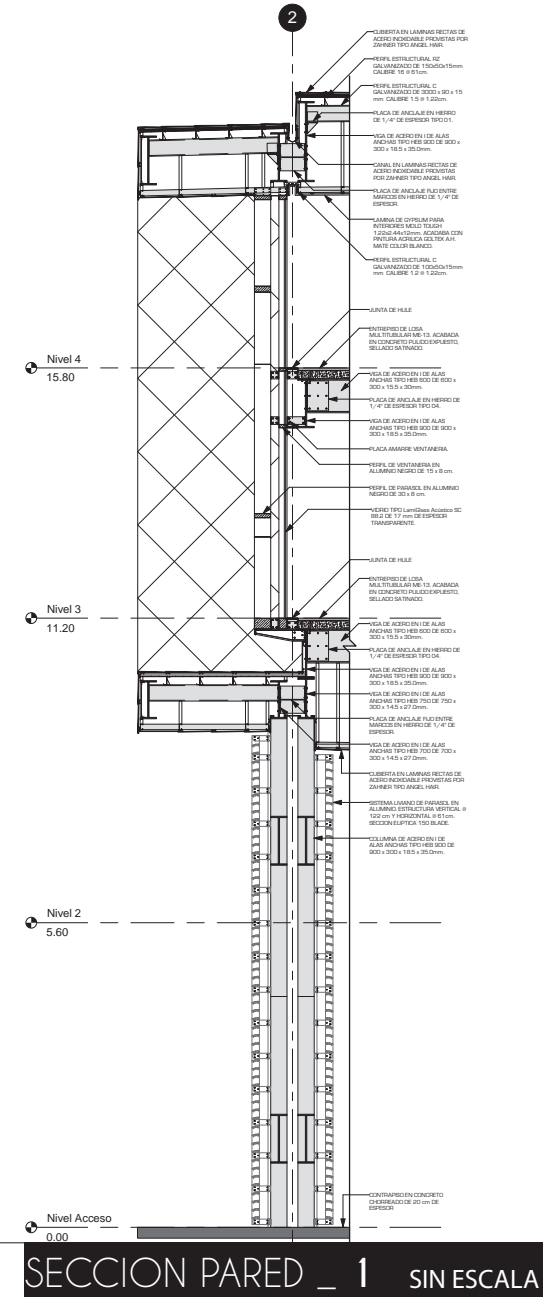 2
CUBIERTA EN LAMINAS RECTAS DE
ACERO INOXIDABLE PROVISTAS POR
ZAHNER TIPO ANGEL HAIR.
PERFIL ESTRUCTURAL RZ
GALVANIZADO DE 150x50x15mm
CALIBRE 16 @ 61cm.
PERFIL ESTRUCTURAL C
GALVANIZADO DE 3000 x 90 x 15
mm CALIBRE 1.5 @ 1.22cm.
PLACA DE ANCLAJE EN HIERRO
DE 1/4" DE ESPESOR TIPO 01.
VIGA DE ACERO EN I DE ALAS
ANCHAS TIPO HEB 900 DE 900 x
300 x 18.5 x 35.0mm.
CANAL EN LAMINAS RECTAS DE
ACERO INOXIDABLE PROVISTAS
POR ZAHNER TIPO ANGEL HAIR.
PLACA DE ANCLAJE FIJO ENTRE
MARCOS EN HIERRO DE 1/4" DE
ESPESOR.
LAMINA DE GYPSUM PARA
INTERIORES MOLD TOUGH
1.22x2.44x12mm. ACABADA CON
PINTURA ACRILICA GOLTEX A.H.
MATE COLOR BLANCO.
PERFIL ESTRUCTURAL C
GALVANIZADO DE 100x50x15mm
mm CALIBRE 1.2 @ 1.22cm.
JUNTA DE HULE
ENTREPISO DE LOSA
MULTITUBULAR ME-13. ACABADA
EN CONCRETO PULIDO EXPUESTO,
SELLADO SATINADO.
Nivel 4
15.80
VIGA DE ACERO EN I DE ALAS
ANCHAS TIPO HEB 600 DE 600 x
300 x 15.5 x 30mm.
PLACA DE ANCLAJE EN HIERRO DE
1/4" DE ESPESOR TIPO 04.
VIGA DE ACERO EN I DE ALAS
ANCHAS TIPO HEB 900 DE 900 x
300 x 18.5 x 35.0mm.
PLACA AMARRE VENTANERIA.
PERFIL DE VENTANERIA EN
ALUMINIO NEGRO DE 15 x 8 cm.
PERFIL DE PARASOL EN ALUMINIO
NEGRO DE 30 x 8 cm.
VIDRIO TIPO LamiGlass Acústico SC
88.2 DE 17 mm DE ESPESOR
TRANSPARENTE.
JUNTA DE HULE
ENTREPISO DE LOSA
MULTITUBULAR ME-13. ACABADA
EN CONCRETO PULIDO EXPUESTO,
SELLADO SATINADO.
Nivel 3
11.20
VIGA DE ACERO EN I DE ALAS
ANCHAS TIPO HEB 600 DE 600 x
300 x 15.5 x 30mm.
PLACA DE ANCLAJE EN HIERRO DE
1/4" DE ESPESOR TIPO 04.
VIGA DE ACERO EN I DE ALAS
ANCHAS TIPO HEB 900 DE 900 x
300 x 18.5 x 35.0mm.
VIGA DE ACERO EN I DE ALAS
ANCHAS TIPO HEB 750 DE 750 x
300 x 14.5 x 27.0mm.
PLACA DE ANCLAJE FIJO ENTRE
MARCOS EN HIERRO DE 1/4" DE
ESPESOR.
VIGA DE ACERO EN I DE ALAS
ANCHAS TIPO HEB 700 DE 700 x
300 x 14.5 x 27.0mm.
CUBIERTA EN LAMINAS RECTAS DE
ACERO INOXIDABLE PROVISTAS POR
ZAHNER TIPO ANGEL HAIR.
SISTEMA LIVIANO DE PARASOL EN
ALUMINIO. ESTRUCTURA VERTICAL @
122 cm Y HORIZONTAL @ 61cm.
SECCION ELIPTICA 150 BLADE.
COLUMNA DE ACERO EN I DE
ALAS ANCHAS TIPO HEB 900 DE
900 x 300 x 18.5 x 35.0mm.
Nivel 2
5.60
CONTRAPISO EN CONCRETO
CHORREADO DE 20 cm DE
ESPESOR
Nivel Acceso
0.00
SECCION PARED _ 1 SIN ESCALA